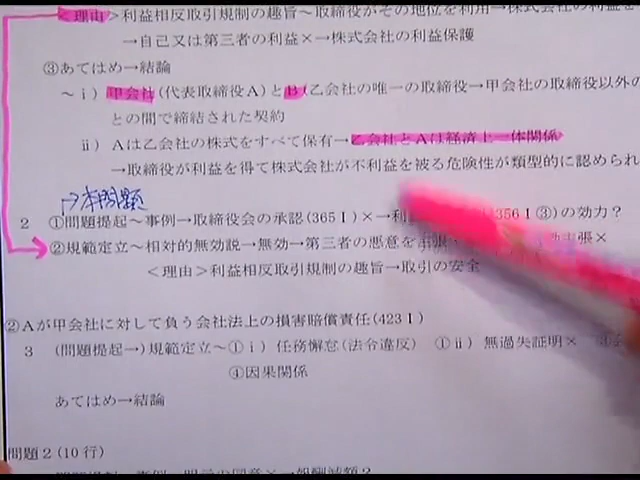 <理由>利益相反取引規制の趣旨～取締役がその地位を利用→株式会社の利益を
→自己又は第三者の利益×→株式会社の利益保護
③あてはめ→結論
～ⅰ) 甲会社(代表取締役A)とB(乙会社の唯一の取締役→甲会社の取締役以外の
との間で締結された契約
ⅱ) Aは乙会社の株式をすべて保有→乙会社とAは経済上一体関係
→取締役が利益を得て株式会社が不利益を被る危険性が類型的に認められ
→本問題
2 ①問題提起～事例→取締役会の承認(365Ⅰ)×→利 356Ⅰ③)の効力?
②規範定立～相対的無効説→無効→第三者の悪意を主張・ 主張×
<理由>利益相反取引規制の趣旨→取引の安全
②Aが甲会社に対して負う会社法上の損害賠償責任(423Ⅰ)
3 (問題提起→)規範定立～①ⅰ) 任務懈怠(法令違反) ①ⅱ) 無過失証明×
④因果関係
あてはめ→結論
問題2(10行)